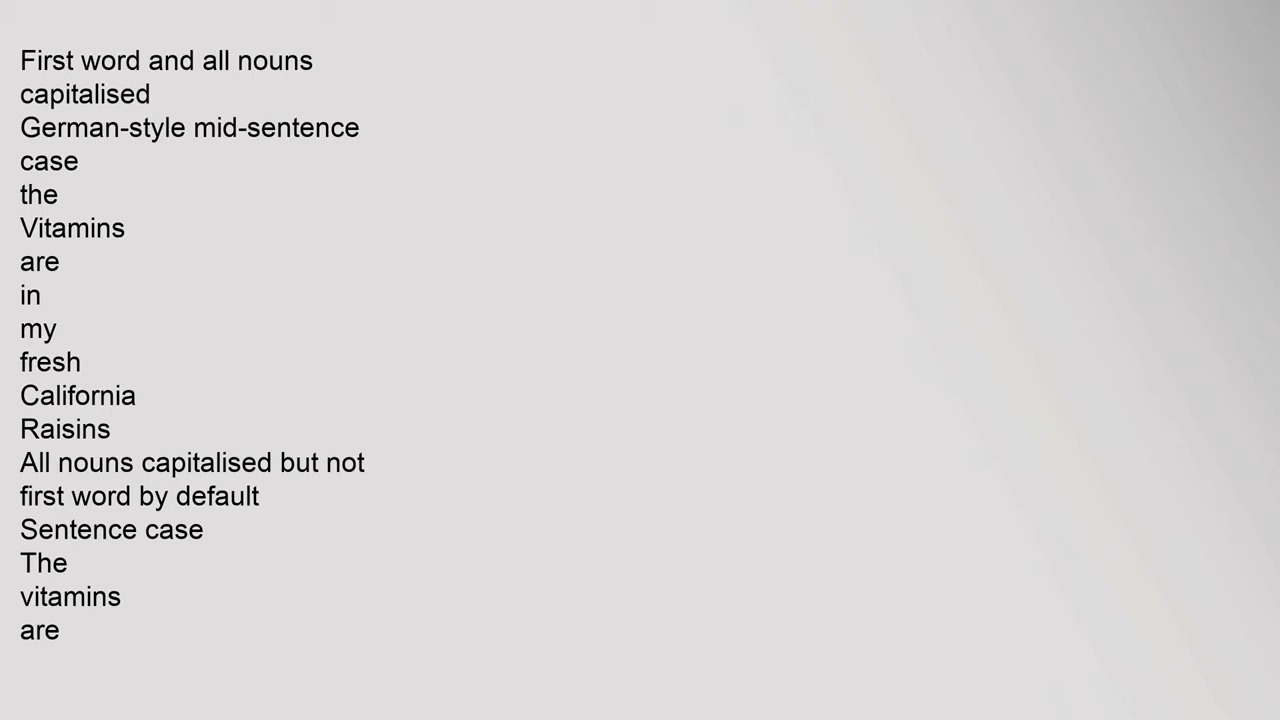 First word and all nouns
capitalised
German-style mid-sentence
case
the
Vitamins
are
in
my
fresh
California
Raisins
All nouns capitalised but not
first word by default
Sentence case
The
vitamins
are